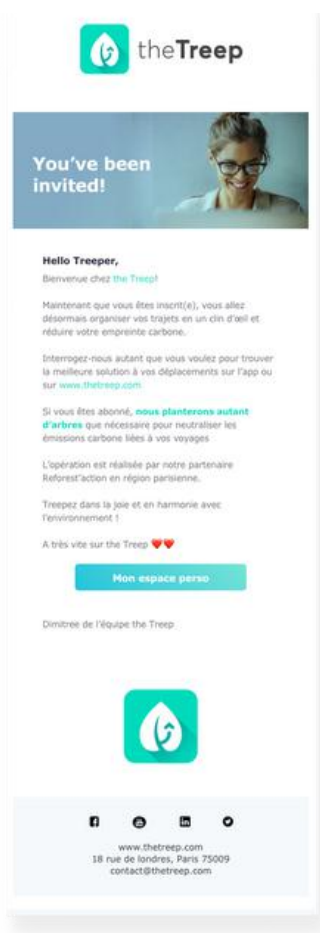 theTreep
You've been
invited!
Hello Treeper,
Bienvenue chez the Treep!
Maintenant que vous êtes inscrit(e), vous allez
désormais organiser vos trajets en un clin d'œil et
réduire votre empreinte carbone.
Interrogez-nous autant que vous voulez pour trouver
la meilleure solution à vos déplacements sur l'app ou
sur www.thetreep.com
Si vous êtes abonné, nous planterons autant
d'arbres que nécessaire pour neutraliser les
émissions carbone liées à vos voyages
L'opération est réalisée par notre partenaire
Reforest'action en région parisienne.
Treepez dans la joie et en harmonie avec
l'environnement !
A très vite sur the Treep ❤️❤️
Mon espace perso
Dimitree de l'équipe the Treep
www.thetreep.com
18 rue de londres, Paris 75009
contact@thetreep.com